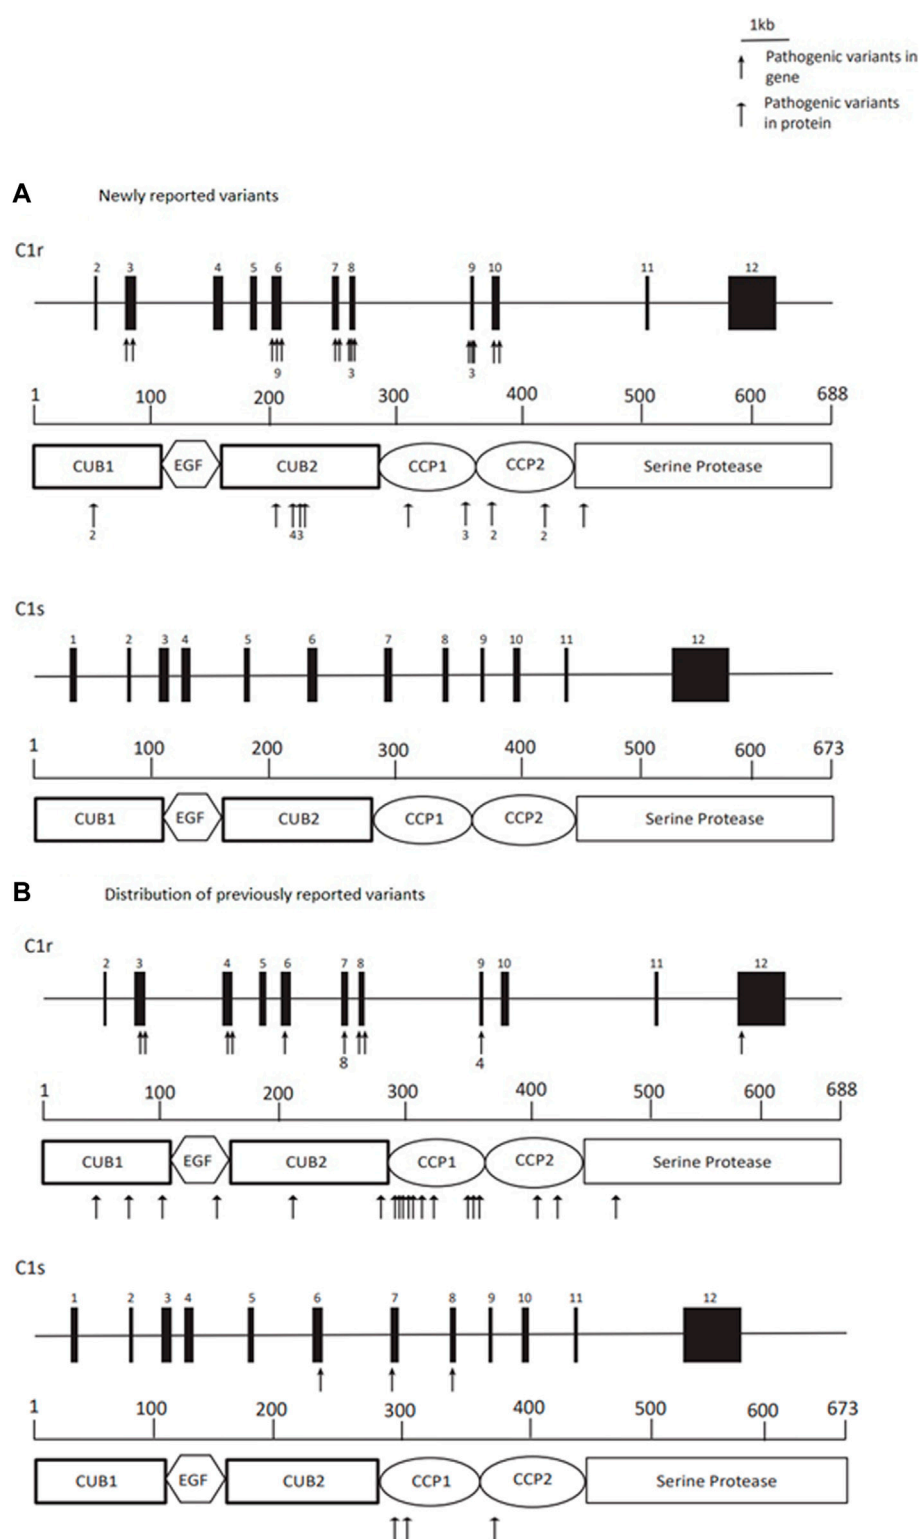 1kb
Pathogenic variants in
gene
Pathogenic variants
in protein
A Newly reported variants
C1r
2 3 4 5 6 7 8 9 10 11 12
9 3 3
1 100 200 300 400 500 600 688
CUB1 EGF CUB2 CCP1 CCP2 Serine Protease
2 43 3 2 2
C1s
1 2 3 4 5 6 7 8 9 10 11 12
1 100 200 300 400 500 600 673
CUB1 EGF CUB2 CCP1 CCP2 Serine Protease
B Distribution of previously reported variants
C1r
2 3 4 5 6 7 8 9 10 11 12
8 4
1 100 200 300 400 500 600 688
CUB1 EGF CUB2 CCP1 CCP2 Serine Protease
C1s
1 2 3 4 5 6 7 8 9 10 11 12
1 100 200 300 400 500 600 673
CUB1 EGF CUB2 CCP1 CCP2 Serine Protease